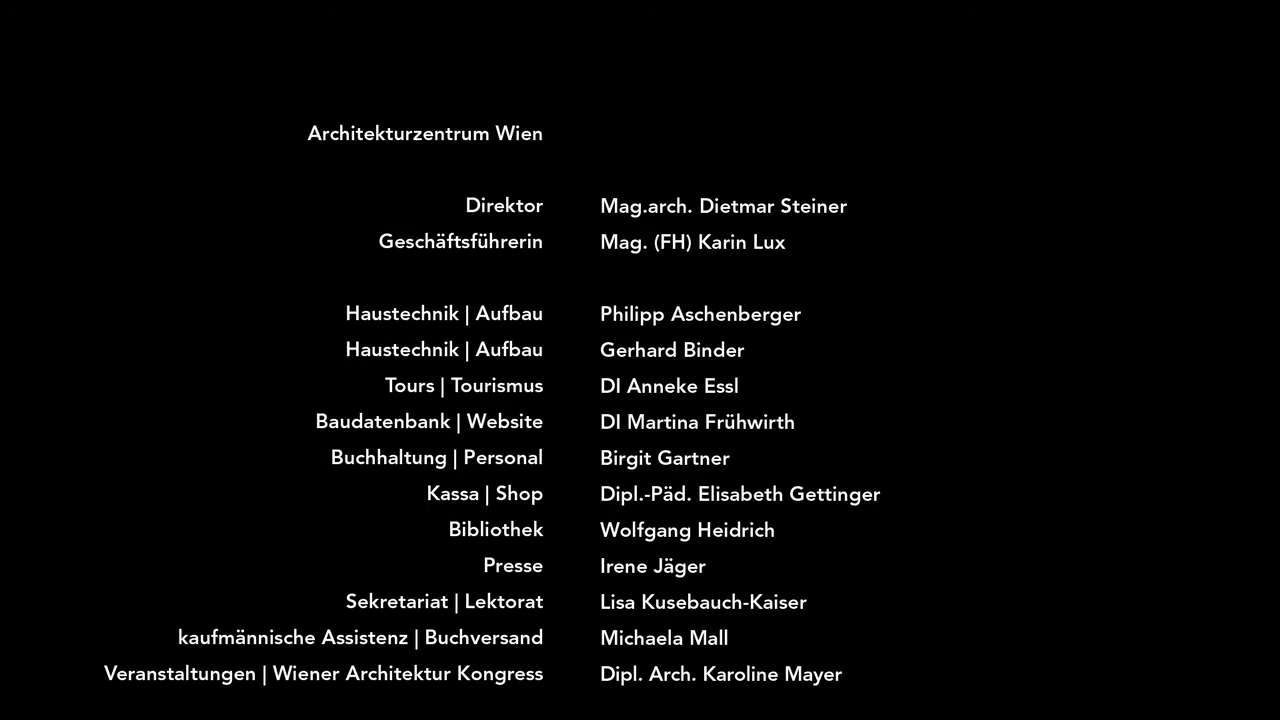 Architekturzentrum Wien
Direktor Mag.arch. Dietmar Steiner
Geschäftsführerin Mag. (FH) Karin Lux
Haustechnik | Aufbau Philipp Aschenberger
Haustechnik | Aufbau Gerhard Binder
Tours | Tourismus DI Anneke Essl
Baudatenbank | Website DI Martina Frühwirth
Buchhaltung | Personal Birgit Gartner
Kassa | Shop Dipl.-Päd. Elisabeth Gettinger
Bibliothek Wolfgang Heidrich
Presse Irene Jäger
Sekretariat | Lektorat Lisa Kusebauch-Kaiser
kaufmännische Assistenz | Buchversand Michaela Mall
Veranstaltungen | Wiener Architektur Kongress Dipl. Arch. Karoline Mayer